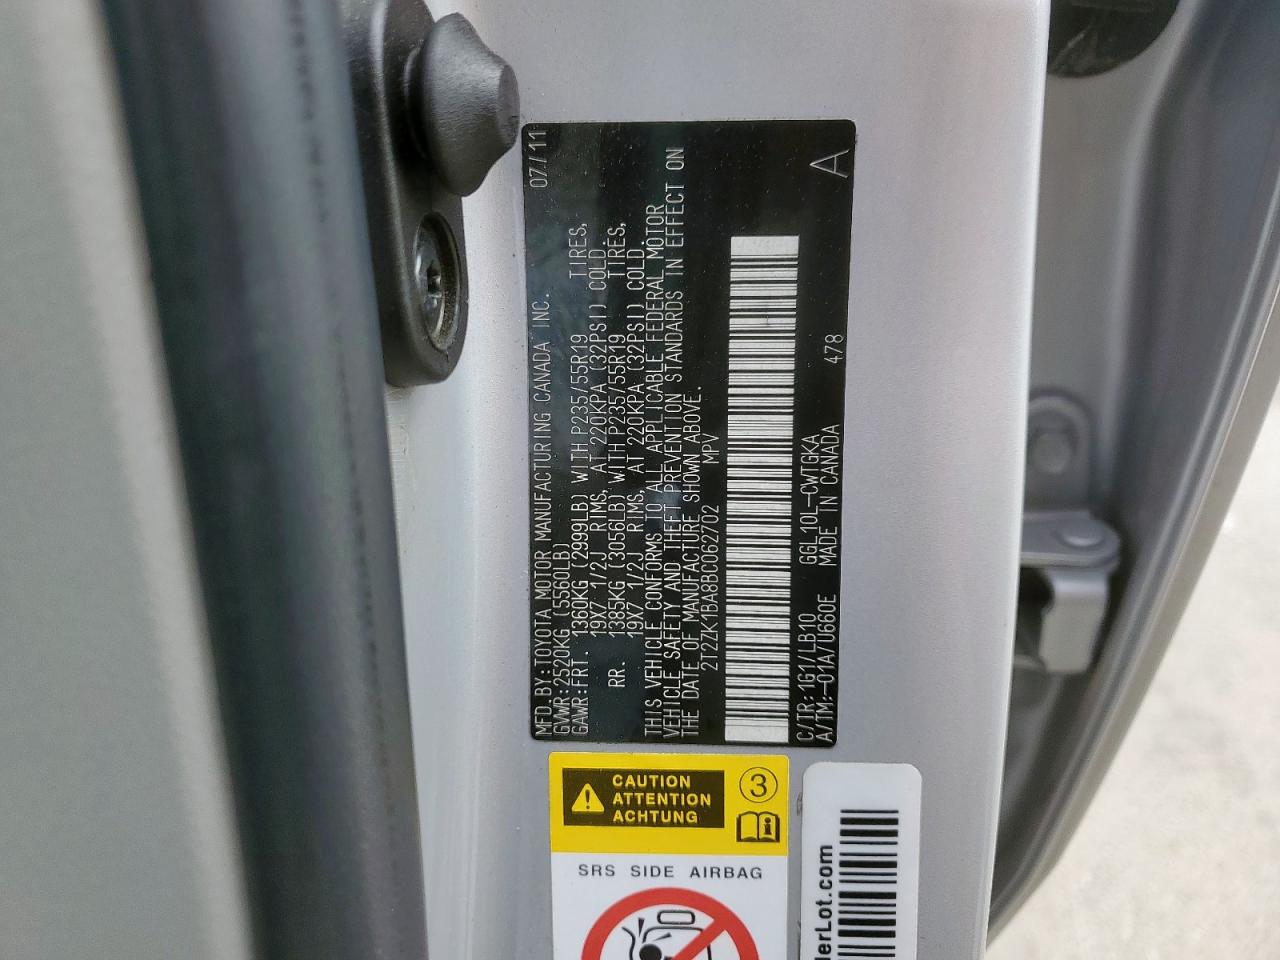 MFD.BY:TOYOTA MOTOR MANUFACTURING CANADA INC. 07/11
GVWR:2520KG (5560LB)
GAWR:FRT. 1360KG (2999LB) WITH P235/55R19 TIRES,
19X7 1/2J RIMS, AT 220KPA (32PSI) COLD.
RR. 1385KG (3056LB) WITH P235/55R19 TIRES,
19X7 1/2J RIMS, AT 220KPA (32PSI) COLD.
THIS VEHICLE CONFORMS TO ALL APPLICABLE FEDERAL MOTOR
VEHICLE SAFETY AND THEFT PREVENTION STANDARDS IN EFFECT ON
THE DATE OF MANUFACTURE SHOWN ABOVE.
2T2ZK1BA8BC062702 MPV
A
C/TR:1G1/LB10 GGL10L-CWTGKA 478
A/TM:-01A/U660E MADE IN CANADA
CAUTION
ATTENTION
ACHTUNG
3
SRS SIDE AIRBAG
derLot.com